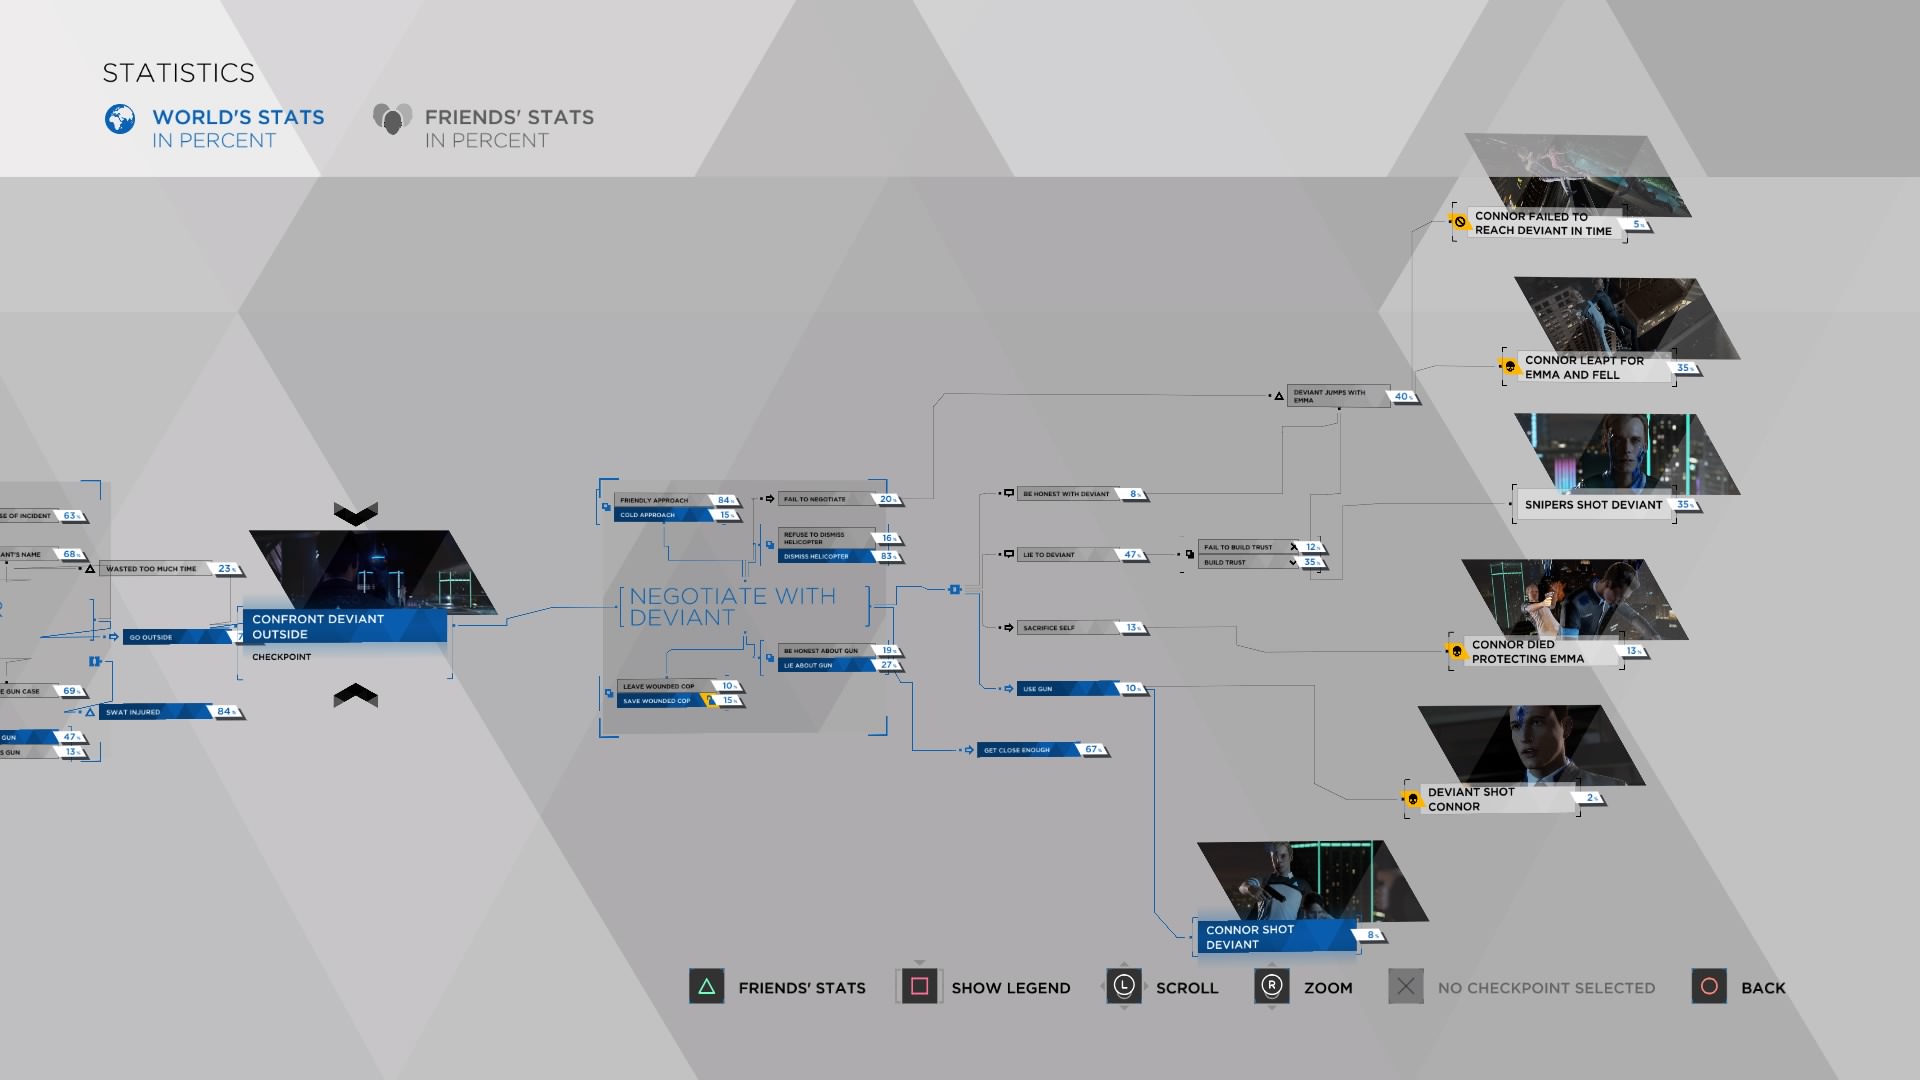 STATISTICS
WORLD'S STATS
IN PERCENT
FRIENDS' STATS
IN PERCENT
CONNOR FAILED TO
REACH DEVIANT IN TIME
5%
CONNOR LEAPT FOR
EMMA AND FELL
35%
DEVIANT JUMPS WITH
EMMA
40%
SNIPERS SHOT DEVIANT
35%
SE OF INCIDENT 63%
ANT'S NAME 68%
WASTED TOO MUCH TIME 23%
GO OUTSIDE 7
E GUN CASE 69%
SWAT INJURED 84%
GUN 47%
S GUN 13%
CONFRONT DEVIANT
OUTSIDE
CHECKPOINT
FRIENDLY APPROACH 84%
COLD APPROACH 15%
FAIL TO NEGOTIATE 20%
REFUSE TO DISMISS
HELICOPTER
16%
DISMISS HELICOPTER 83%
NEGOTIATE WITH
DEVIANT
BE HONEST ABOUT GUN 19%
LIE ABOUT GUN 27%
LEAVE WOUNDED COP 10%
SAVE WOUNDED COP 15%
BE HONEST WITH DEVIANT 8%
LIE TO DEVIANT 47%
FAIL TO BUILD TRUST 12%
BUILD TRUST 35%
SACRIFICE SELF 13%
USE GUN 10%
GET CLOSE ENOUGH 67%
CONNOR DIED
PROTECTING EMMA
13%
DEVIANT SHOT
CONNOR
2%
CONNOR SHOT
DEVIANT
8%
FRIENDS' STATS
SHOW LEGEND
L SCROLL
R ZOOM
NO CHECKPOINT SELECTED
BACK